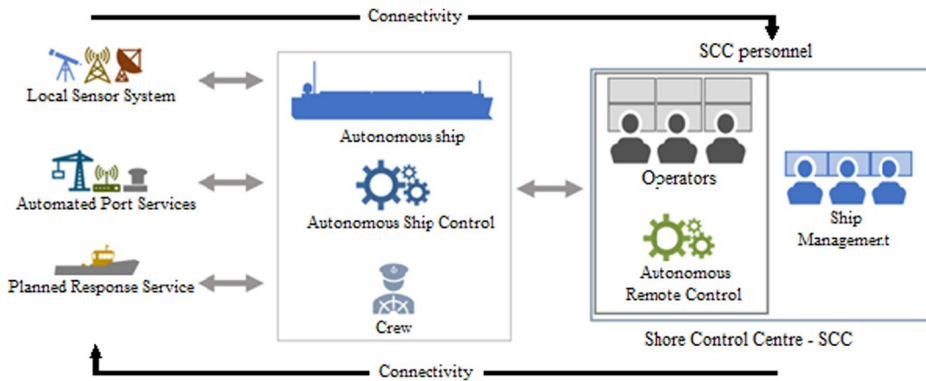 Connectivity
SCC personnel
Local Sensor System
Autonomous ship
Operators
Automated Port Services
Autonomous Ship Control
Ship
Management
Planned Response Service
Autonomous
Remote Control
Crew
Shore Control Centre - SCC
Connectivity